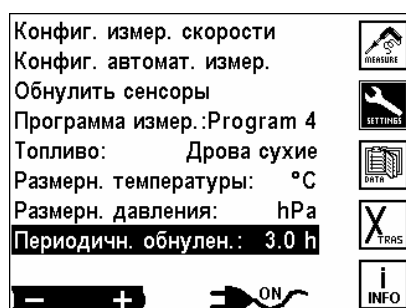 Конфиг. измер. скорости
Конфиг. автомат. измер.
Обнулить сенсоры
Программа измер.:Program 4
Топливо: Дрова сухие
Размерн. температуры: °C
Размерн. давления: hPa
Периодичн. обнулен.: 3.0 h
− + ON
MEASURE
SETTINGS
DATA
XTRAS
i
INFO